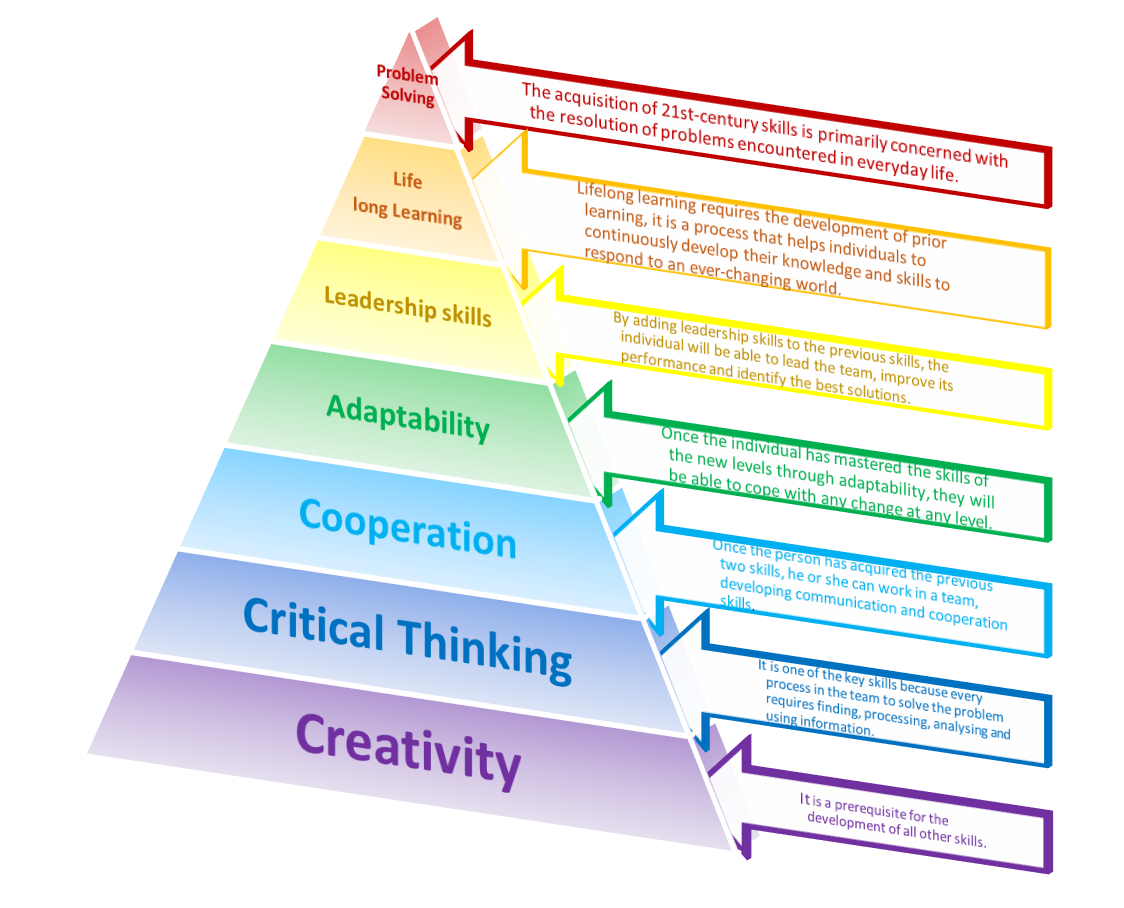 Problem
Solving
The acquisition of 21st-century skills is primarily concerned with
the resolution of problems encountered in everyday life.
Life
long Learning
Lifelong learning requires the development of prior
learning, it is a process that helps individuals to
continuously develop their knowledge and skills to
respond to an ever-changing world.
Leadership skills
By adding leadership skills to the previous skills, the
individual will be able to lead the team, improve its
performance and identify the best solutions.
Adaptability
Once the individual has mastered the skills of
the new levels through adaptability, they will
be able to cope with any change at any level.
Cooperation
Once the person has acquired the previous
two skills, he or she can work in a team,
developing communication and cooperation
skills.
Critical Thinking
It is one of the key skills because every
process in the team to solve the problem
requires finding, processing, analysing and
using information.
Creativity
It is a prerequisite for the
development of all other skills.